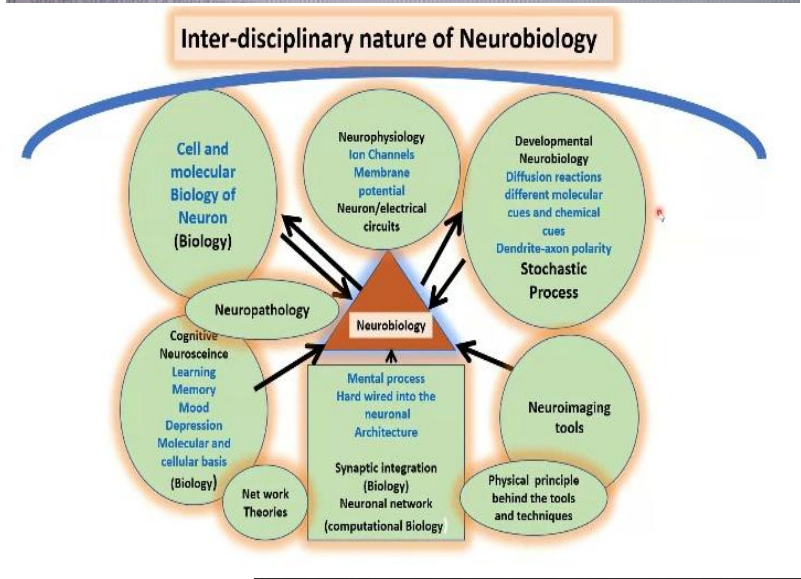 Inter-disciplinary nature of Neurobiology
Cell and
molecular
Biology of
Neuron
(Biology)
Neurophysiology
Ion Channels
Membrane
potential
Neuron/electrical
circuits
Developmental
Neurobiology
Diffusion reactions
different molecular
cues and chemical
cues
Dendrite-axon polarity
Stochastic
Process
Neuropathology
Neurobiology
Cognitive
Neurosceince
Learning
Memory
Mood
Depression
Molecular and
cellular basis
(Biology)
Net work
Theories
Mental process
Hard wired into the
neuronal
Architecture
Synaptic integration
(Biology)
Neuronal network
(computational Biology)
Neuroimaging
tools
Physical principle
behind the tools
and techniques